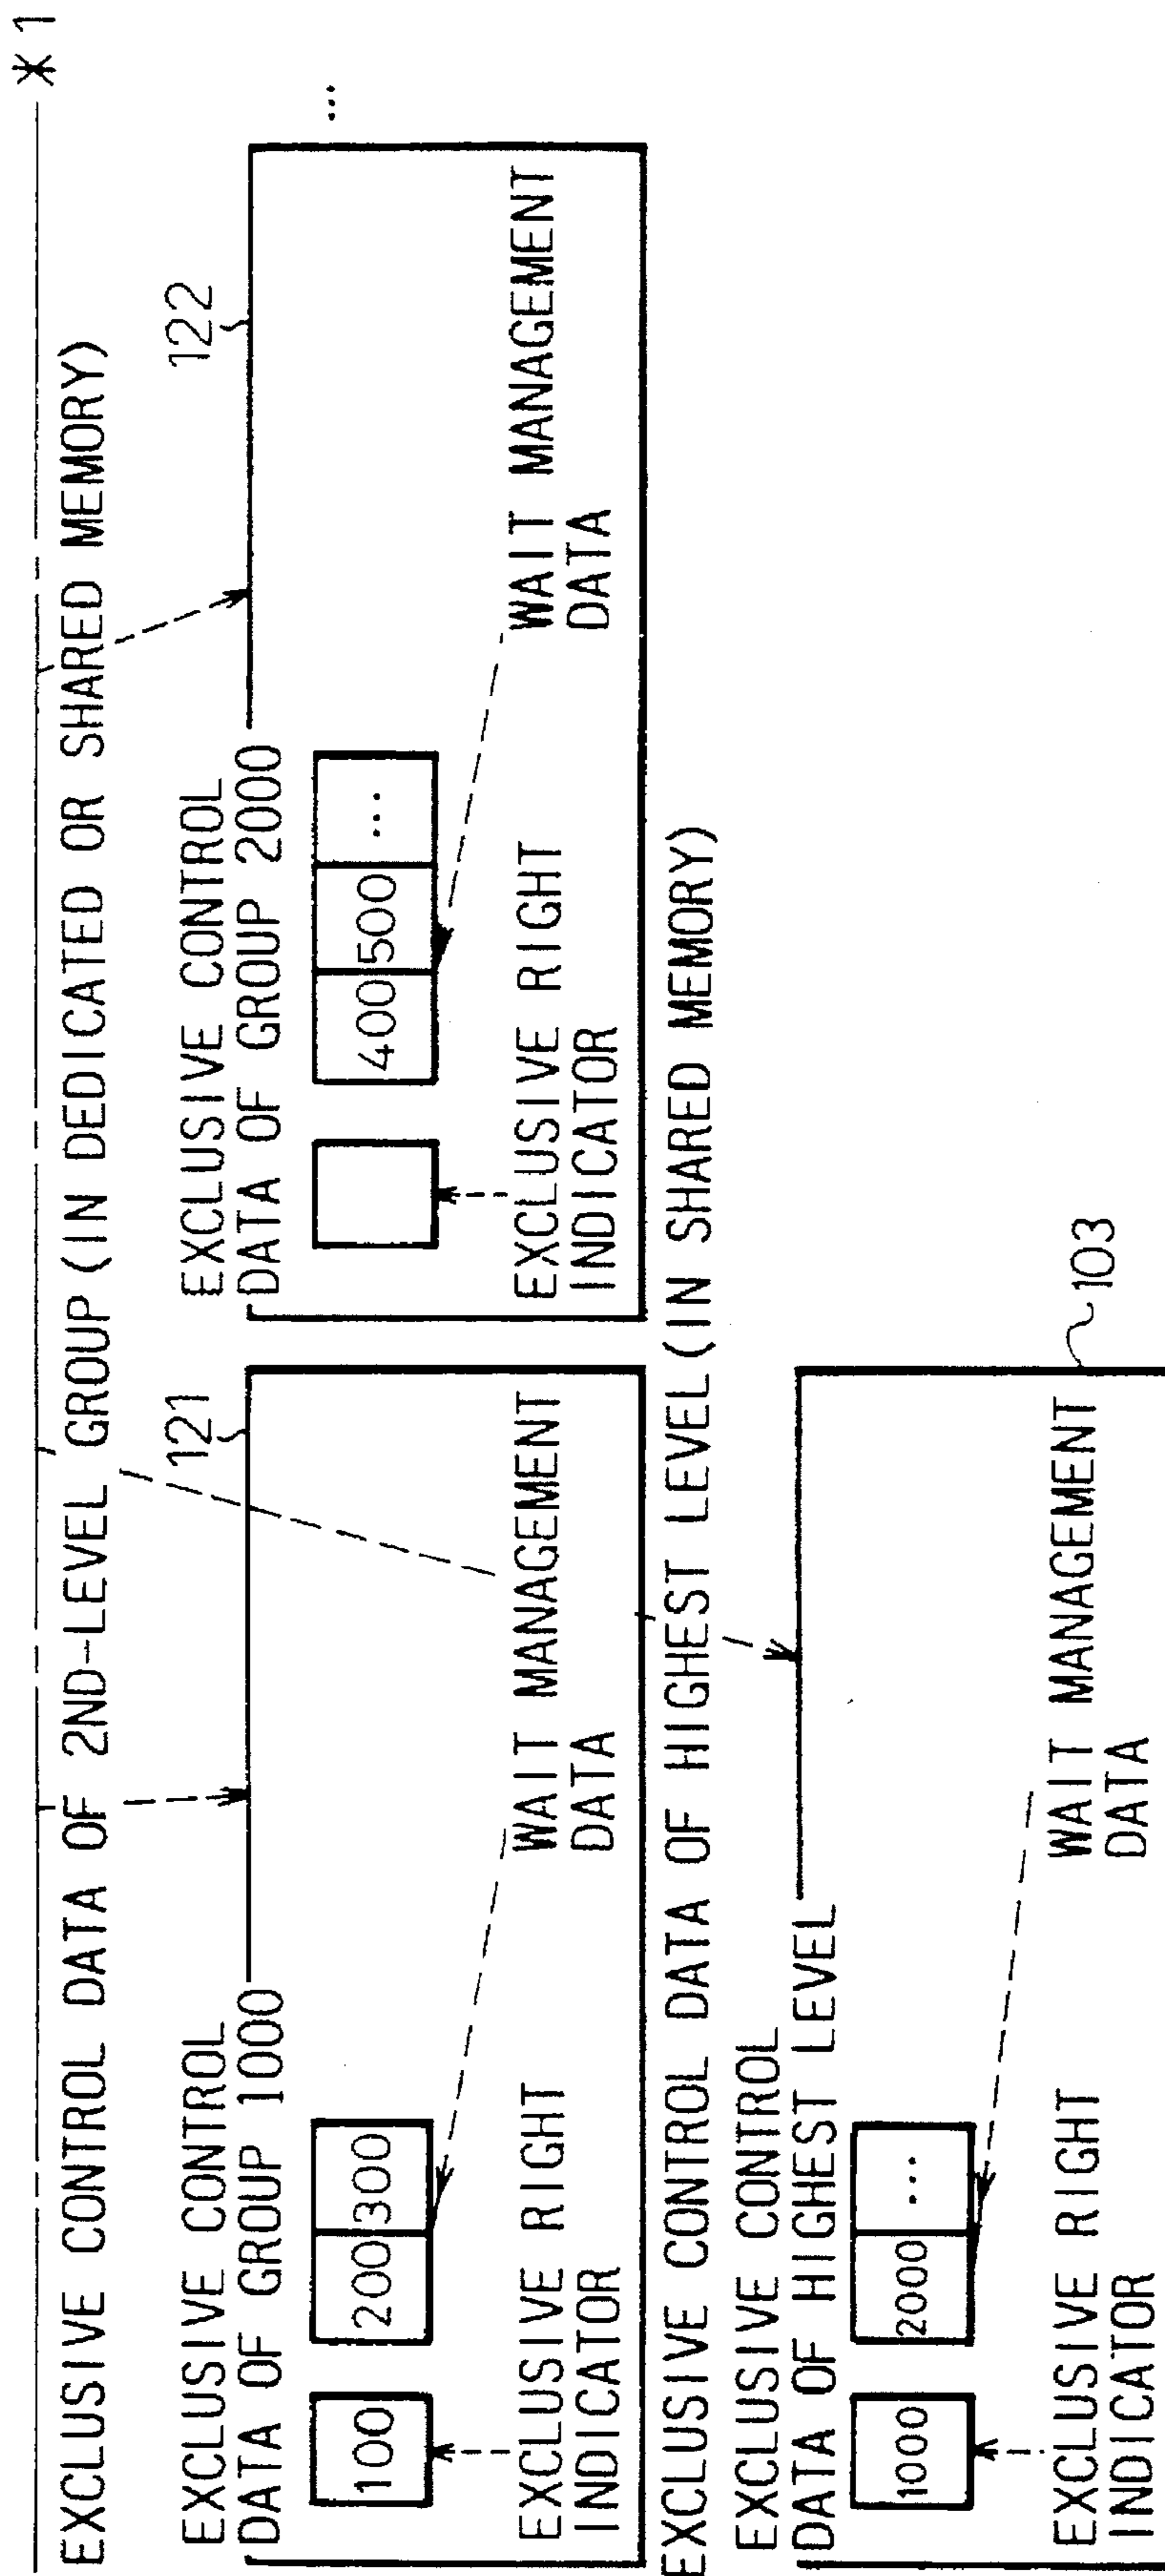 ✕ 1
EXCLUSIVE CONTROL DATA OF 2ND-LEVEL GROUP (IN DEDICATED OR SHARED MEMORY)
121
EXCLUSIVE CONTROL
DATA OF GROUP 1000
100
200 300
EXCLUSIVE RIGHT
INDICATOR
WAIT MANAGEMENT
DATA
122
EXCLUSIVE CONTROL
DATA OF GROUP 2000
400 500 ...
EXCLUSIVE RIGHT
INDICATOR
WAIT MANAGEMENT
DATA
...
EXCLUSIVE CONTROL DATA OF HIGHEST LEVEL (IN SHARED MEMORY)
EXCLUSIVE CONTROL
DATA OF HIGHEST LEVEL
103
1000
2000 ...
EXCLUSIVE RIGHT
INDICATOR
WAIT MANAGEMENT
DATA